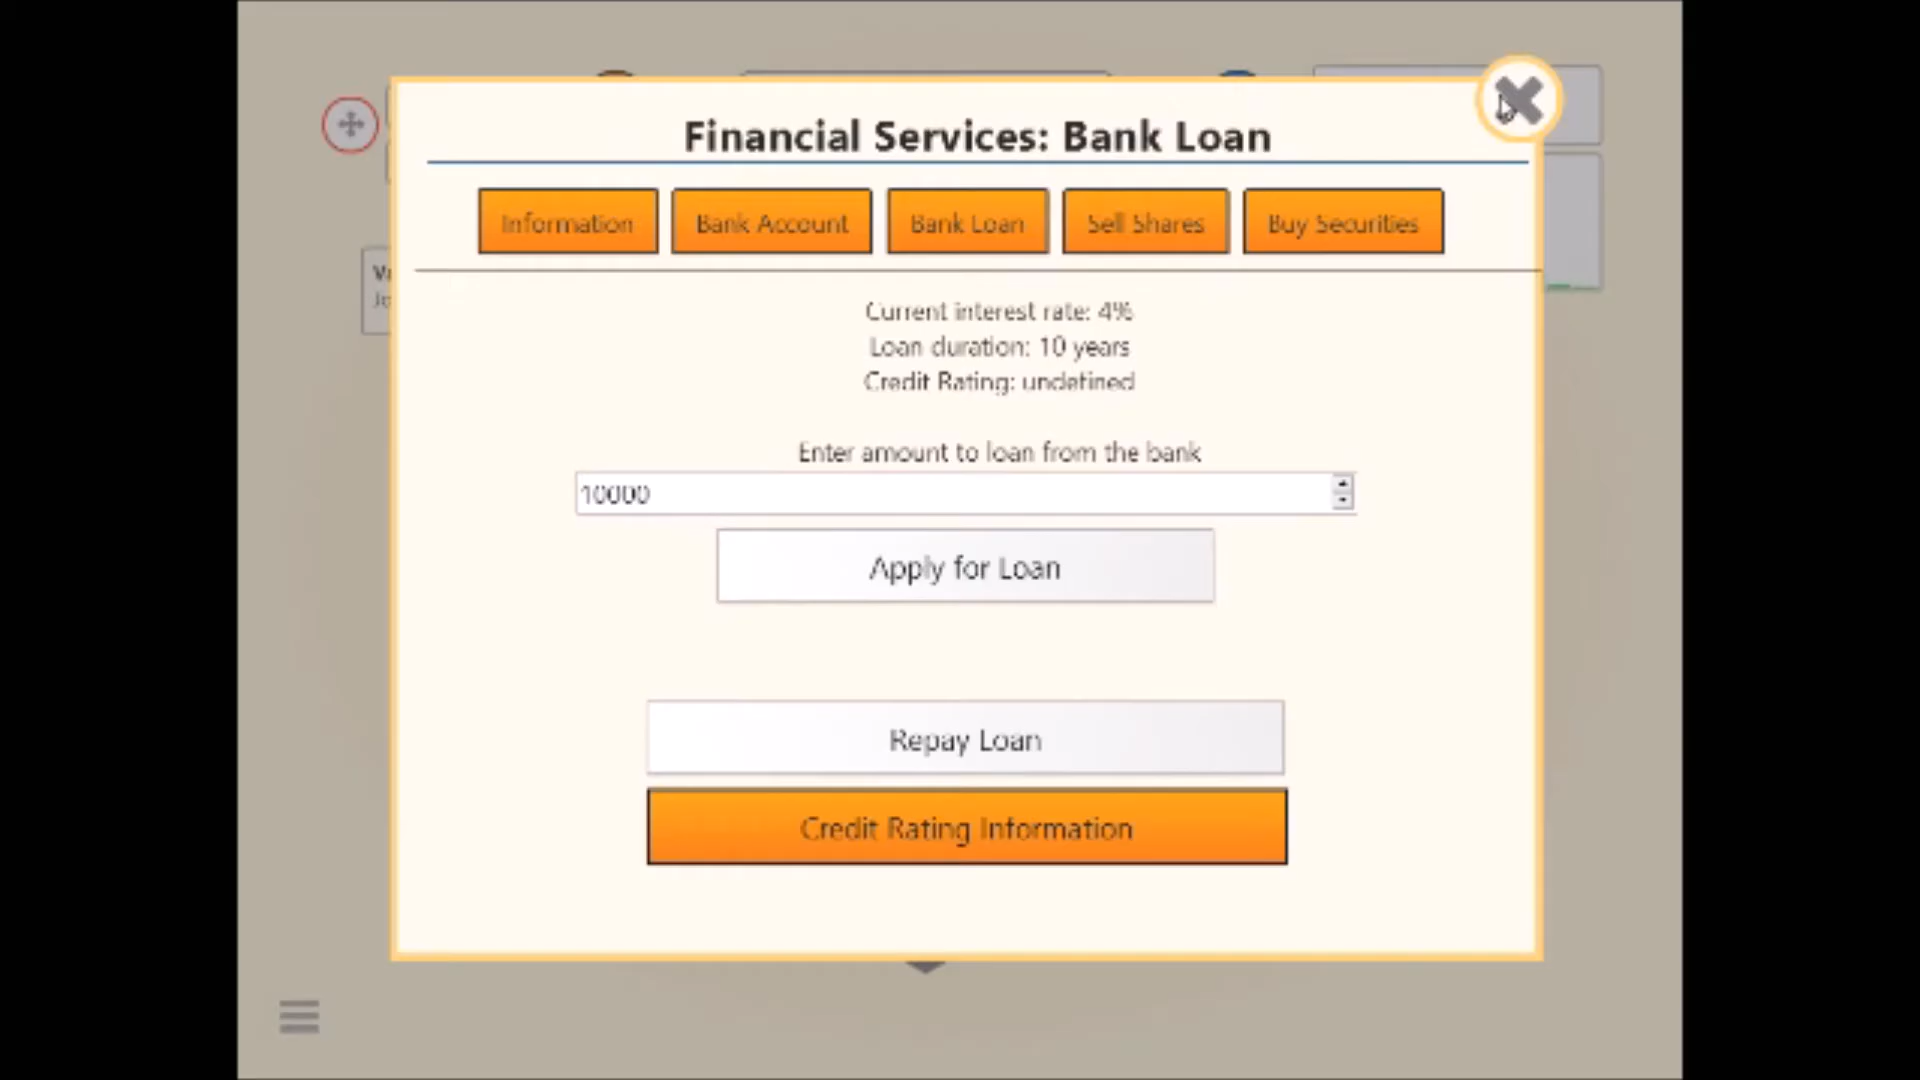 Financial Services: Bank Loan
Information
Bank Account
Bank Loan
Sell Shares
Buy Securities
Current interest rate: 4%
Loan duration: 10 years
Credit Rating: undefined
Enter amount to loan from the bank
10000
Apply for Loan
Repay Loan
Credit Rating Information